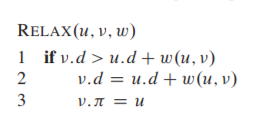 RELAX(u, v, w)
1 if v.d > u.d + w(u, v)
2 v.d = u.d + w(u, v)
3 v.π = u